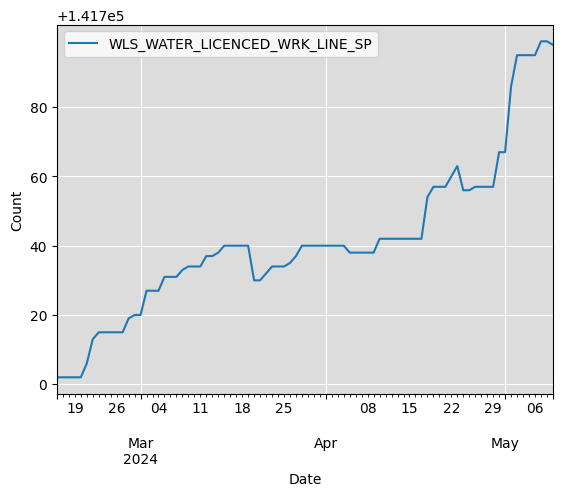 +1.417e5
WLS_WATER_LICENCED_WRK_LINE_SP
80
60
40
20
0
Count
19 26 04 11 18 25 08 15 22 29 06
Mar Apr May
2024
Date